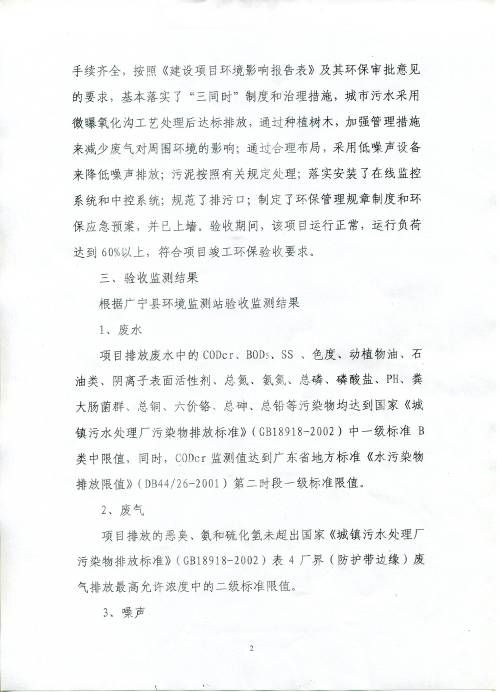 手续齐全，按照《建设项目环境影响报告表》及其环保审批意见
的要求，基本落实了“三同时”制度和治理措施，城市污水采用
微曝氧化沟工艺处理后达标排放，通过种植树木，加强管理措施
来减少废气对周围环境的影响；通过合理布局，采用低噪声设备
来降低噪声排放；污泥按照有关规定处理；落实安装了在线监控
系统和中控系统；规范了排污口；制定了环保管理规章制度和环
保应急预案，并已上墙。验收期间，该项目运行正常，运行负荷
达到 60%以上，符合项目竣工环保验收要求。
三、验收监测结果
根据广宁县环境监测站验收监测结果
1、废水
项目排放废水中的CODcr、BOD5、SS 、色度、动植物油、石
油类、阴离子表面活性剂、总氮、氨氮、总磷、磷酸盐、PH、粪
大肠菌群、总铜、六价铬、总砷、总铅等污染物均达到国家《城
镇污水处理厂污染物排放标准》（GB18918-2002）中一级标准 B
类中限值，同时，CODcr 监测值达到广东省地方标准《水污染物
排放限值》（DB44/26-2001）第二时段一级标准限值。
2、废气
项目排放的恶臭、氨和硫化氢未超出国家《城镇污水处理厂
污染物排放标准》（GB18918-2002）表 4 厂界（防护带边缘）废
气排放最高允许浓度中的二级标准限值。
3、噪声
2